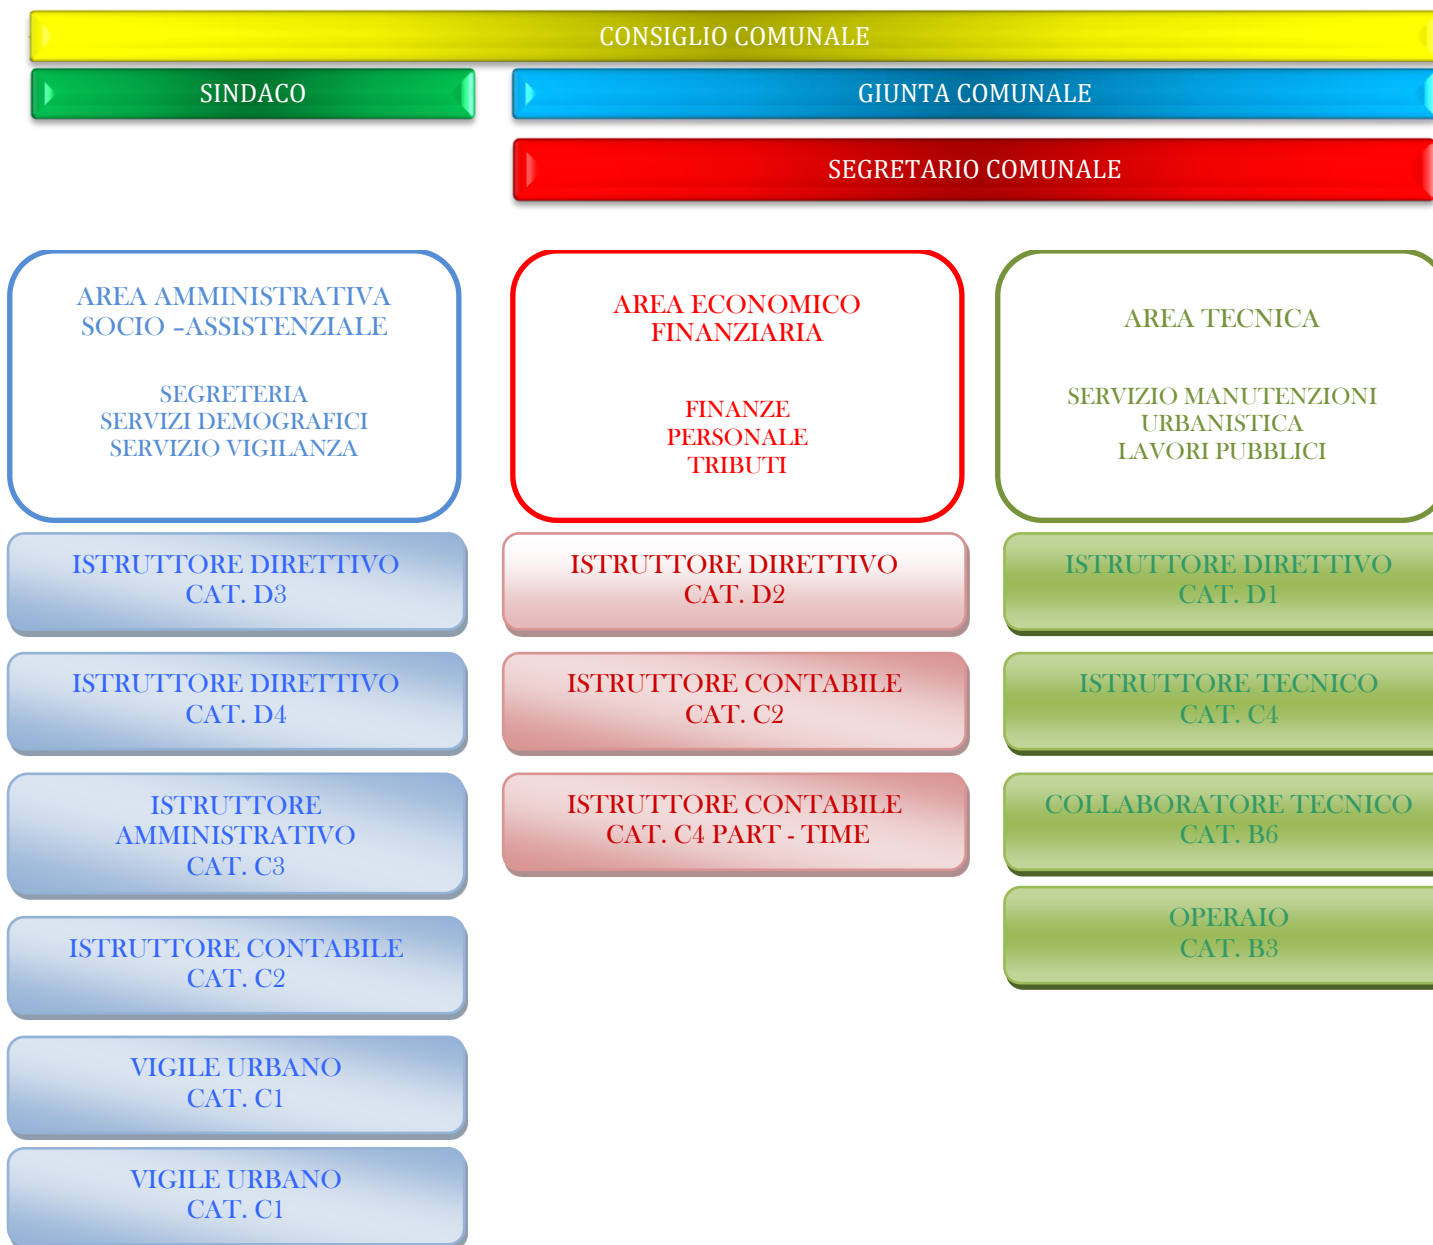 CONSIGLIO COMUNALE
SINDACO
GIUNTA COMUNALE
SEGRETARIO COMUNALE
AREA AMMINISTRATIVA
SOCIO –ASSISTENZIALE
SEGRETERIA
SERVIZI DEMOGRAFICI
SERVIZIO VIGILANZA
AREA ECONOMICO
FINANZIARIA
FINANZE
PERSONALE
TRIBUTI
AREA TECNICA
SERVIZIO MANUTENZIONI
URBANISTICA
LAVORI PUBBLICI
ISTRUTTORE DIRETTIVO
CAT. D3
ISTRUTTORE DIRETTIVO
CAT. D4
ISTRUTTORE
AMMINISTRATIVO
CAT. C3
ISTRUTTORE CONTABILE
CAT. C2
VIGILE URBANO
CAT. C1
VIGILE URBANO
CAT. C1
ISTRUTTORE DIRETTIVO
CAT. D2
ISTRUTTORE CONTABILE
CAT. C2
ISTRUTTORE CONTABILE
CAT. C4 PART - TIME
ISTRUTTORE DIRETTIVO
CAT. D1
ISTRUTTORE TECNICO
CAT. C4
COLLABORATORE TECNICO
CAT. B6
OPERAIO
CAT. B3